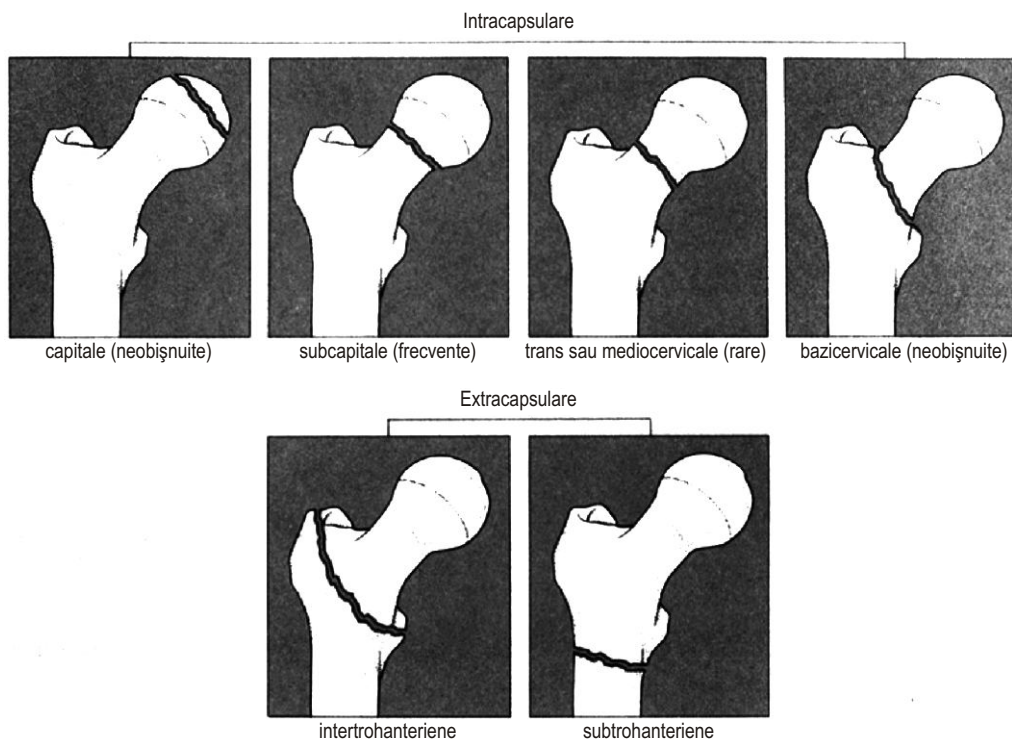 Intracapsulare
capitale (neobişnuite)
subcapitale (frecvente)
trans sau mediocervicale (rare)
bazicervicale (neobişnuite)
Extracapsulare
intertrohanteriene
subtrohanteriene